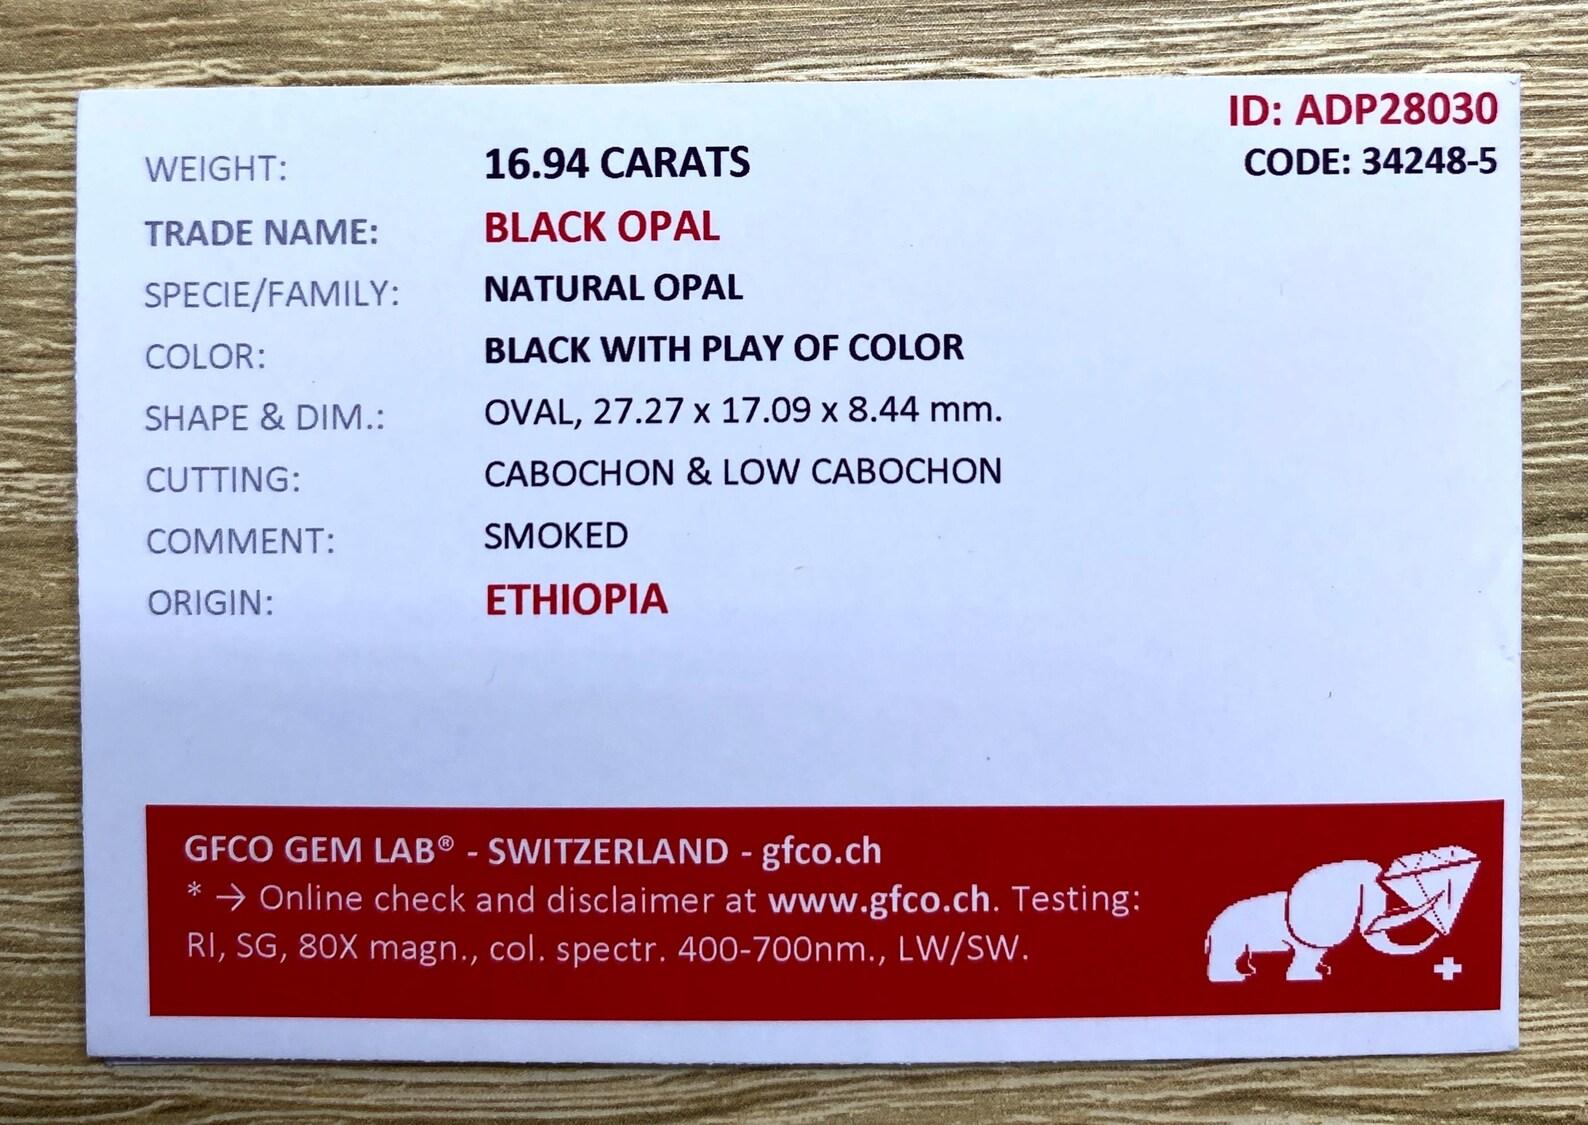 ID: ADP28030
CODE: 34248-5
WEIGHT: 16.94 CARATS
TRADE NAME: BLACK OPAL
SPECIE/FAMILY: NATURAL OPAL
COLOR: BLACK WITH PLAY OF COLOR
SHAPE & DIM.: OVAL, 27.27 x 17.09 x 8.44 mm.
CUTTING: CABOCHON & LOW CABOCHON
COMMENT: SMOKED
ORIGIN: ETHIOPIA
GFCO GEM LAB® - SWITZERLAND - gfco.ch
* → Online check and disclaimer at www.gfco.ch. Testing:
RI, SG, 80X magn., col. spectr. 400-700nm., LW/SW.